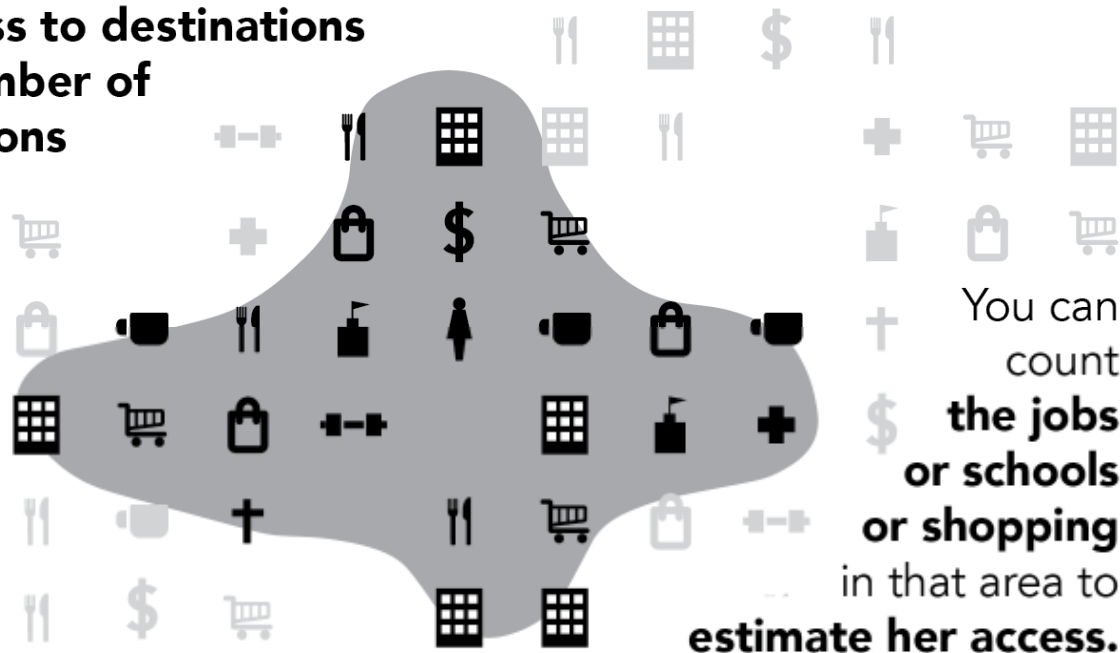 ss to destinations
mber of
ons
You can
count
the jobs
or schools
or shopping
in that area to
estimate her access.